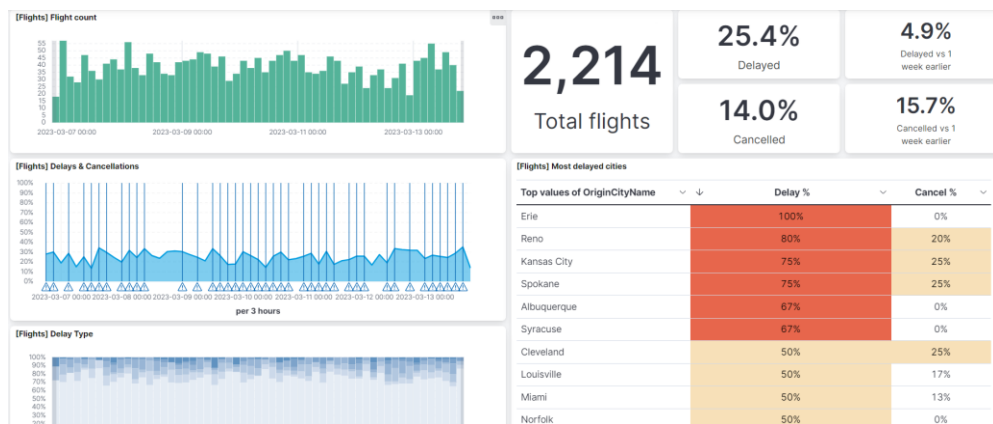 [Flights] Flight count
55
50
45
40
35
30
25
20
15
10
5
0
2023-03-07 00:00 2023-03-09 00:00 2023-03-11 00:00 2023-03-13 00:00
2,214
Total flights
25.4%
Delayed
4.9%
Delayed vs 1
week earlier
14.0%
Cancelled
15.7%
Cancelled vs 1
week earlier
[Flights] Delays & Cancellations
100%
90%
80%
70%
60%
50%
40%
30%
20%
10%
0%
2023-03-07 00:00 2023-03-08 00:00 2023-03-09 00:00 2023-03-10 00:00 2023-03-11 00:00 2023-03-12 00:00 2023-03-13 00:00
per 3 hours
[Flights] Delay Type
100%
90%
80%
70%
60%
50%
40%
30%
20%
[Flights] Most delayed cities
Top values of OriginCityName Delay % Cancel %
Erie 100% 0%
Reno 80% 20%
Kansas City 75% 25%
Spokane 75% 25%
Albuquerque 67% 0%
Syracuse 67% 0%
Cleveland 50% 25%
Louisville 50% 17%
Miami 50% 13%
Norfolk 50% 0%